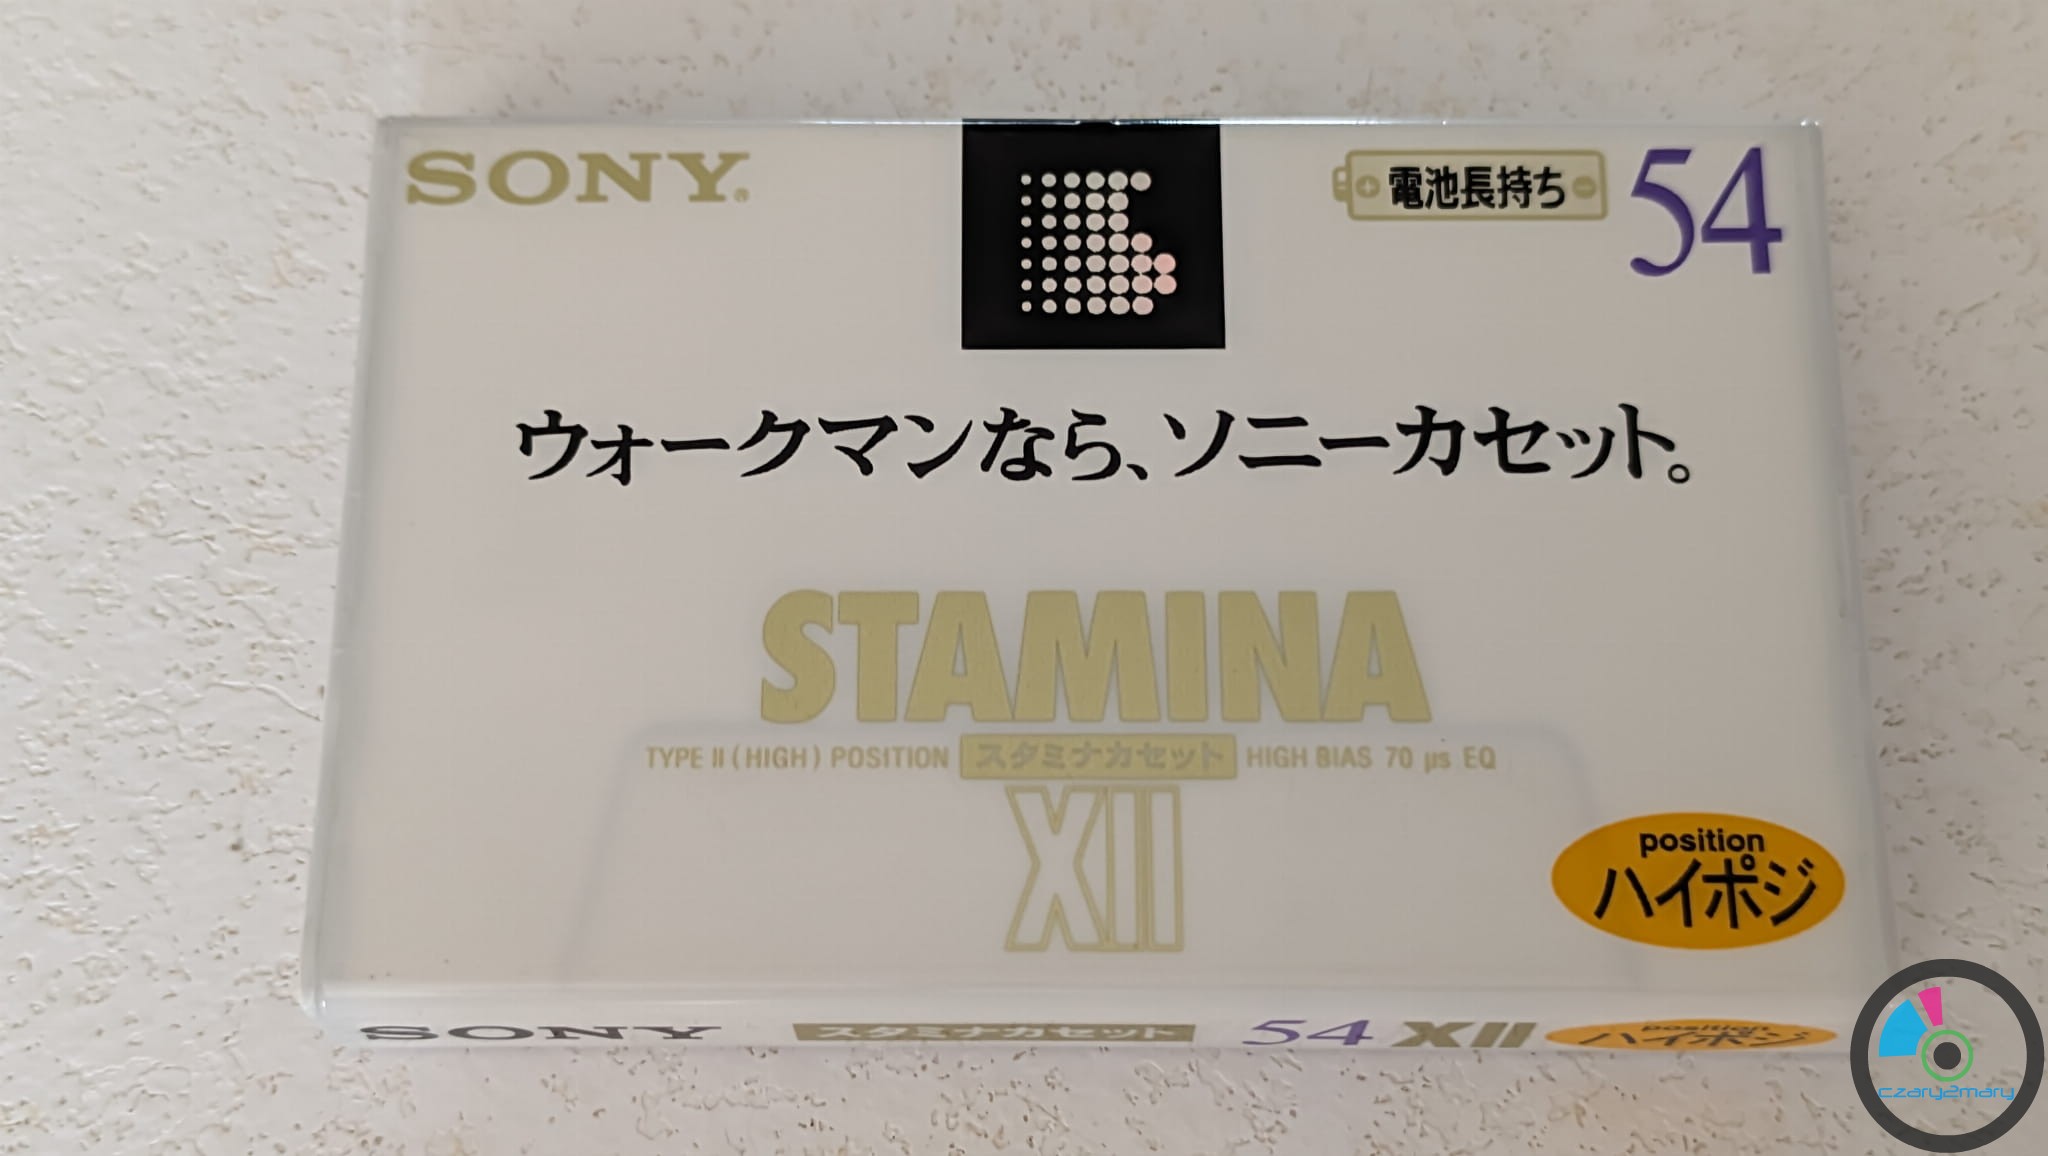 SONY®
電池長持ち
54
ウォークマンなら、ソニーカセット。
STAMINA
TYPE II (HIGH) POSITION スタミナカセット HIGH BIAS 70 µs EQ
XII
position
ハイポジ
SONY スタミナカセット 54 XII position ハイポジ
czary2mary